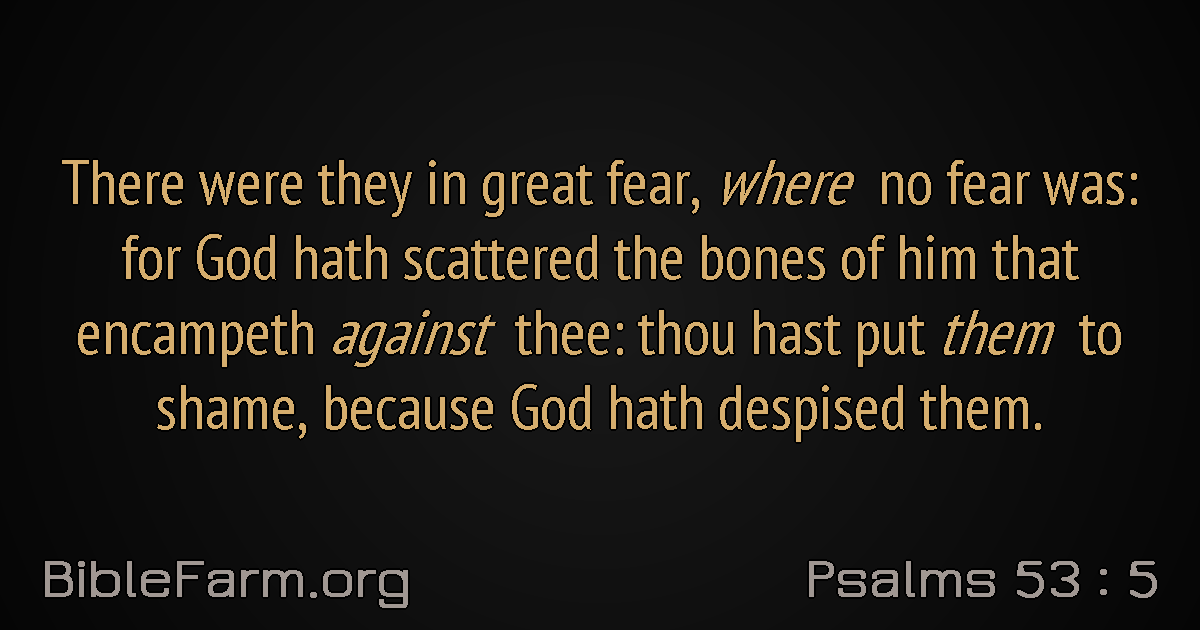 There were they in great fear, where no fear was:
for God hath scattered the bones of him that
encampeth against thee: thou hast put them to
shame, because God hath despised them.
BibleFarm.org
Psalms 53 : 5